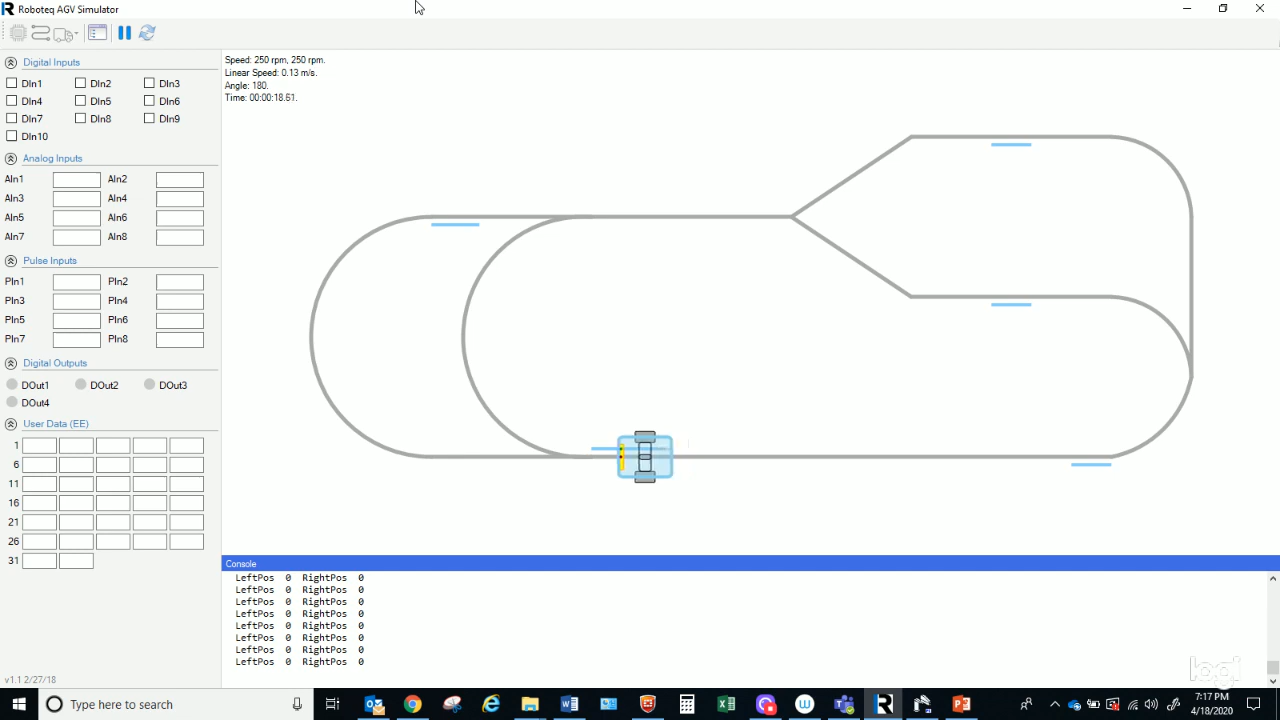 Roboteq AGV Simulator
Digital Inputs
DIn1 DIn2 DIn3
DIn4 DIn5 DIn6
DIn7 DIn8 DIn9
DIn10
Analog Inputs
AIn1 AIn2
AIn3 AIn4
AIn5 AIn6
AIn7 AIn8
Pulse Inputs
PIn1 PIn2
PIn3 PIn4
PIn5 PIn6
PIn7 PIn8
Digital Outputs
DOut1 DOut2 DOut3
DOut4
User Data (EE)
1
6
11
16
21
26
31
v1.1 2/27/18
Speed: 250 rpm, 250 rpm.
Linear Speed: 0.13 m/s.
Angle: 180.
Time: 00:00:18.61.
Console
LeftPos 0 RightPos 0
LeftPos 0 RightPos 0
LeftPos 0 RightPos 0
LeftPos 0 RightPos 0
LeftPos 0 RightPos 0
LeftPos 0 RightPos 0
LeftPos 0 RightPos 0
LeftPos 0 RightPos 0
logi
Type here to search
7:17 PM
4/18/2020